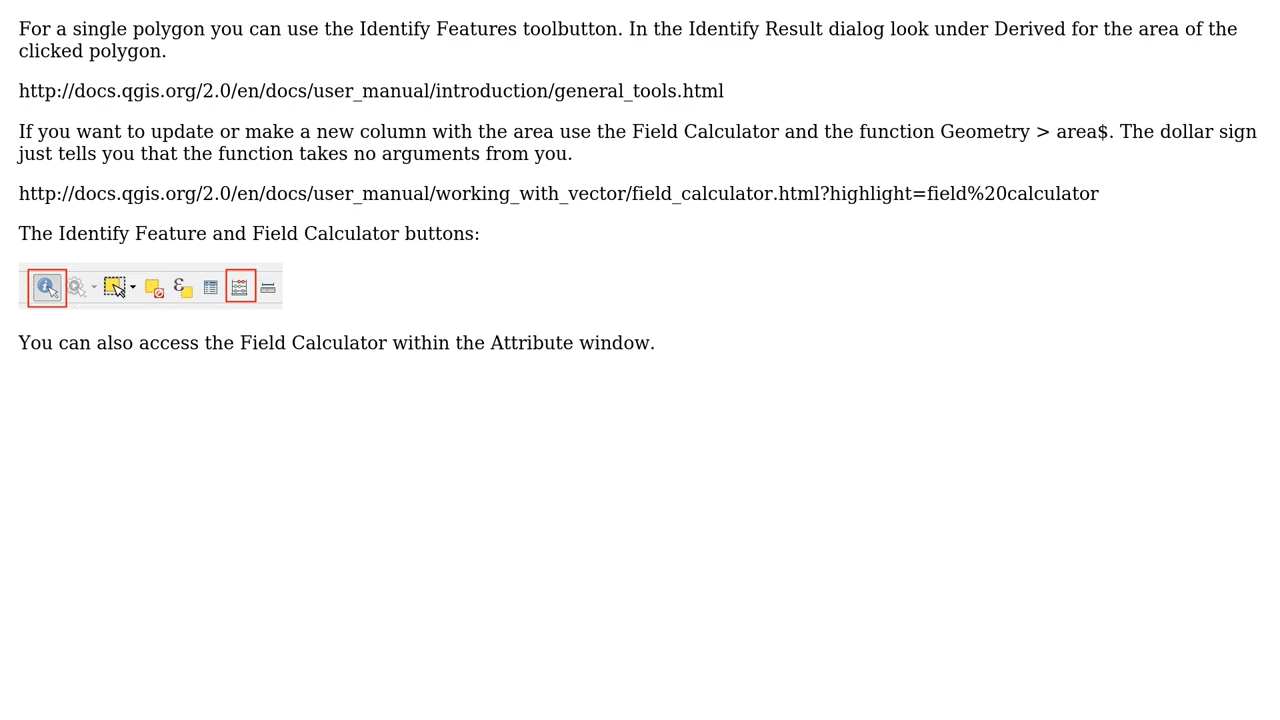 For a single polygon you can use the Identify Features toolbutton. In the Identify Result dialog look under Derived for the area of the
clicked polygon.
http://docs.qgis.org/2.0/en/docs/user_manual/introduction/general_tools.html
If you want to update or make a new column with the area use the Field Calculator and the function Geometry > area$. The dollar sign
just tells you that the function takes no arguments from you.
http://docs.qgis.org/2.0/en/docs/user_manual/working_with_vector/field_calculator.html?highlight=field%20calculator
The Identify Feature and Field Calculator buttons:
You can also access the Field Calculator within the Attribute window.